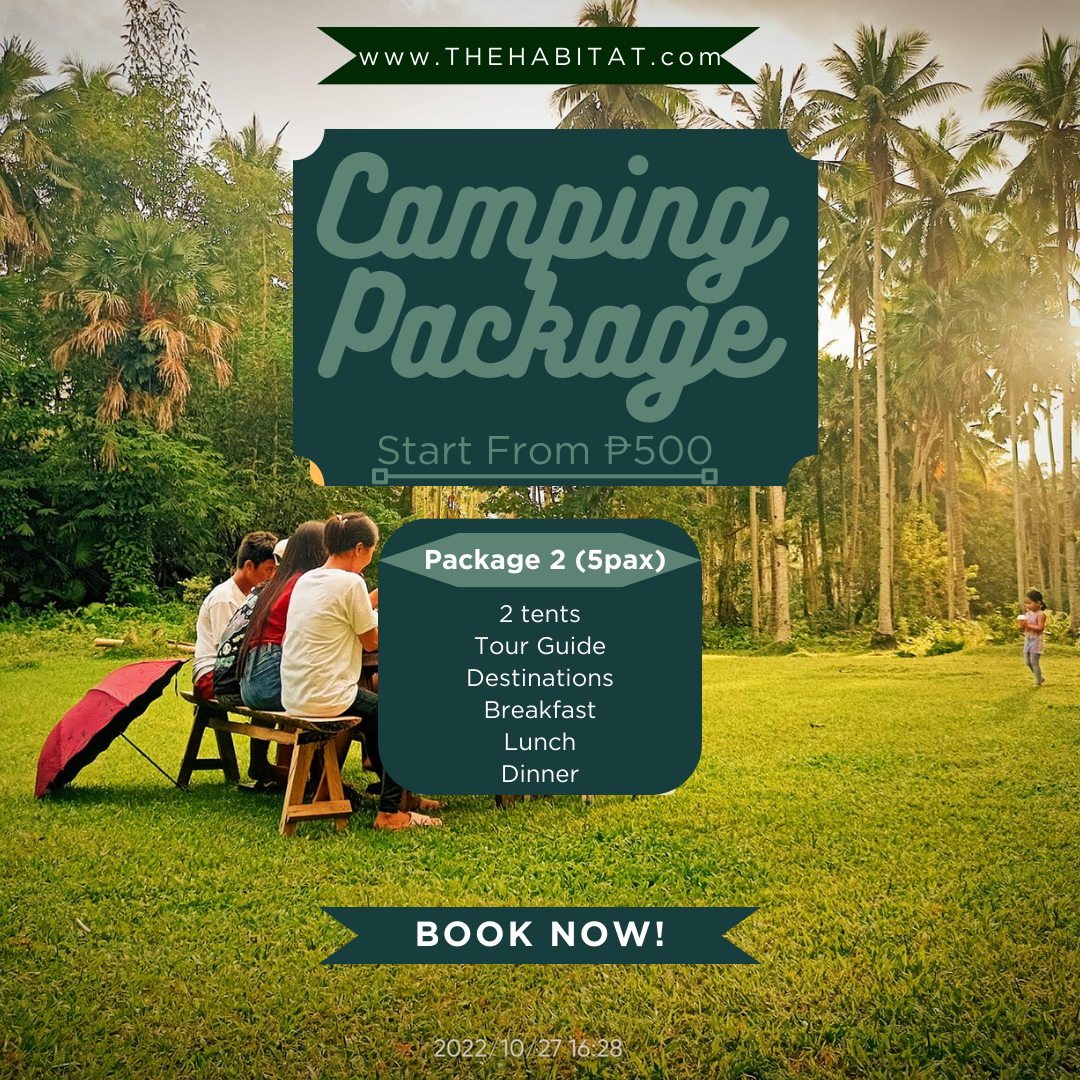 www.THEHABITAT.com
Camping
Package
Start From ₱500
Package 2 (5pax)
2 tents
Tour Guide
Destinations
Breakfast
Lunch
Dinner
BOOK NOW!
2022/10/27 16:28